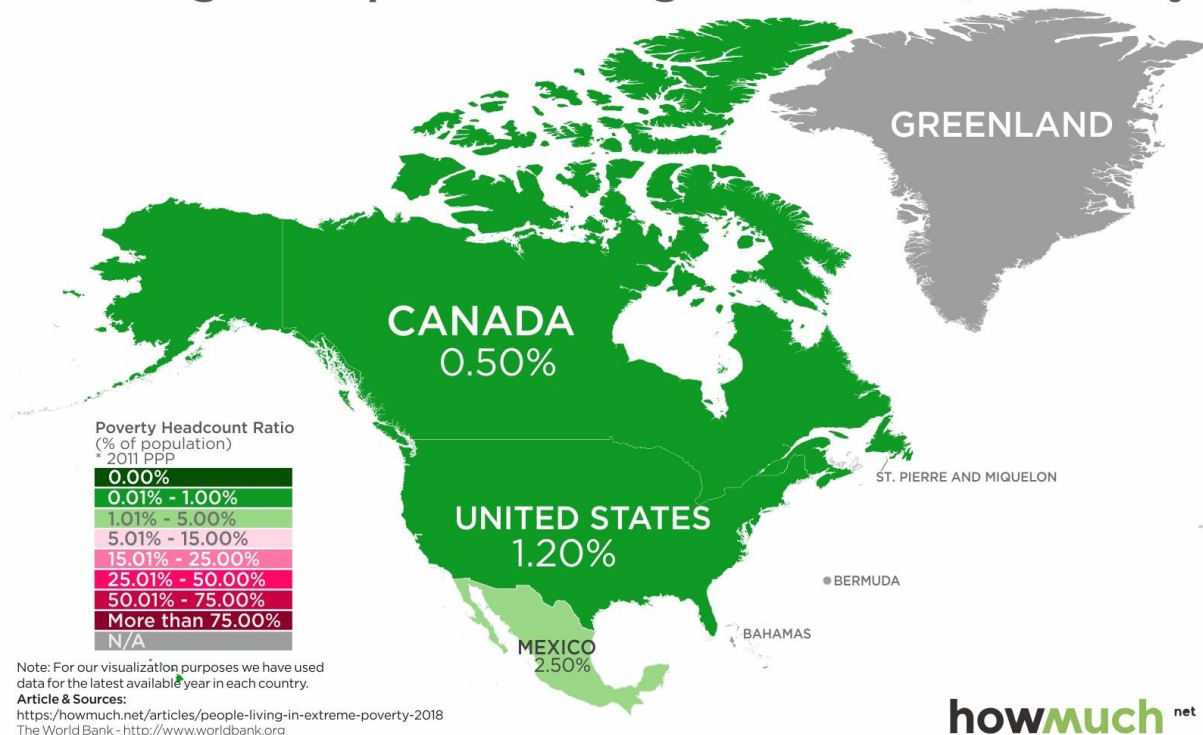 GREENLAND
CANADA
0.50%
Poverty Headcount Ratio
(% of population)
* 2011 PPP
0.00%
0.01% - 1.00%
1.01% - 5.00%
5.01% - 15.00%
15.01% - 25.00%
25.01% - 50.00%
50.01% - 75.00%
More than 75.00%
N/A
ST. PIERRE AND MIQUELON
UNITED STATES
1.20%
BERMUDA
BAHAMAS
MEXICO
2.50%
Note: For our visualization purposes we have used
data for the latest available year in each country.
Article & Sources:
https:/howmuch.net/articles/people-living-in-extreme-poverty-2018
The World Bank - http://www.worldbank.org
howmuch net